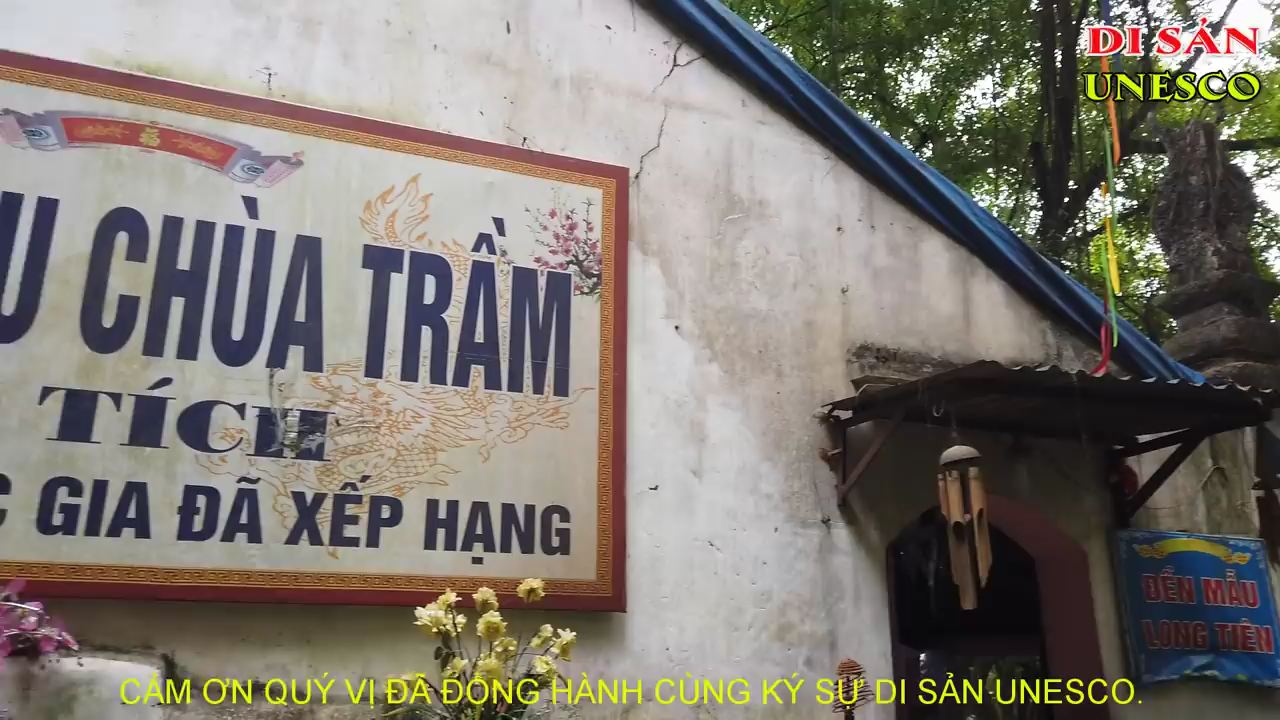 DI SẢN
UNESCO
U CHÙA TRẦM
TÍCH
C GIA ĐÃ XẾP HẠNG
ĐỀN MẪU
LONG TIÊN
CẢM ƠN QUÝ VỊ ĐÃ ĐỒNG HÀNH CÙNG KÝ SỰ DI SẢN UNESCO.